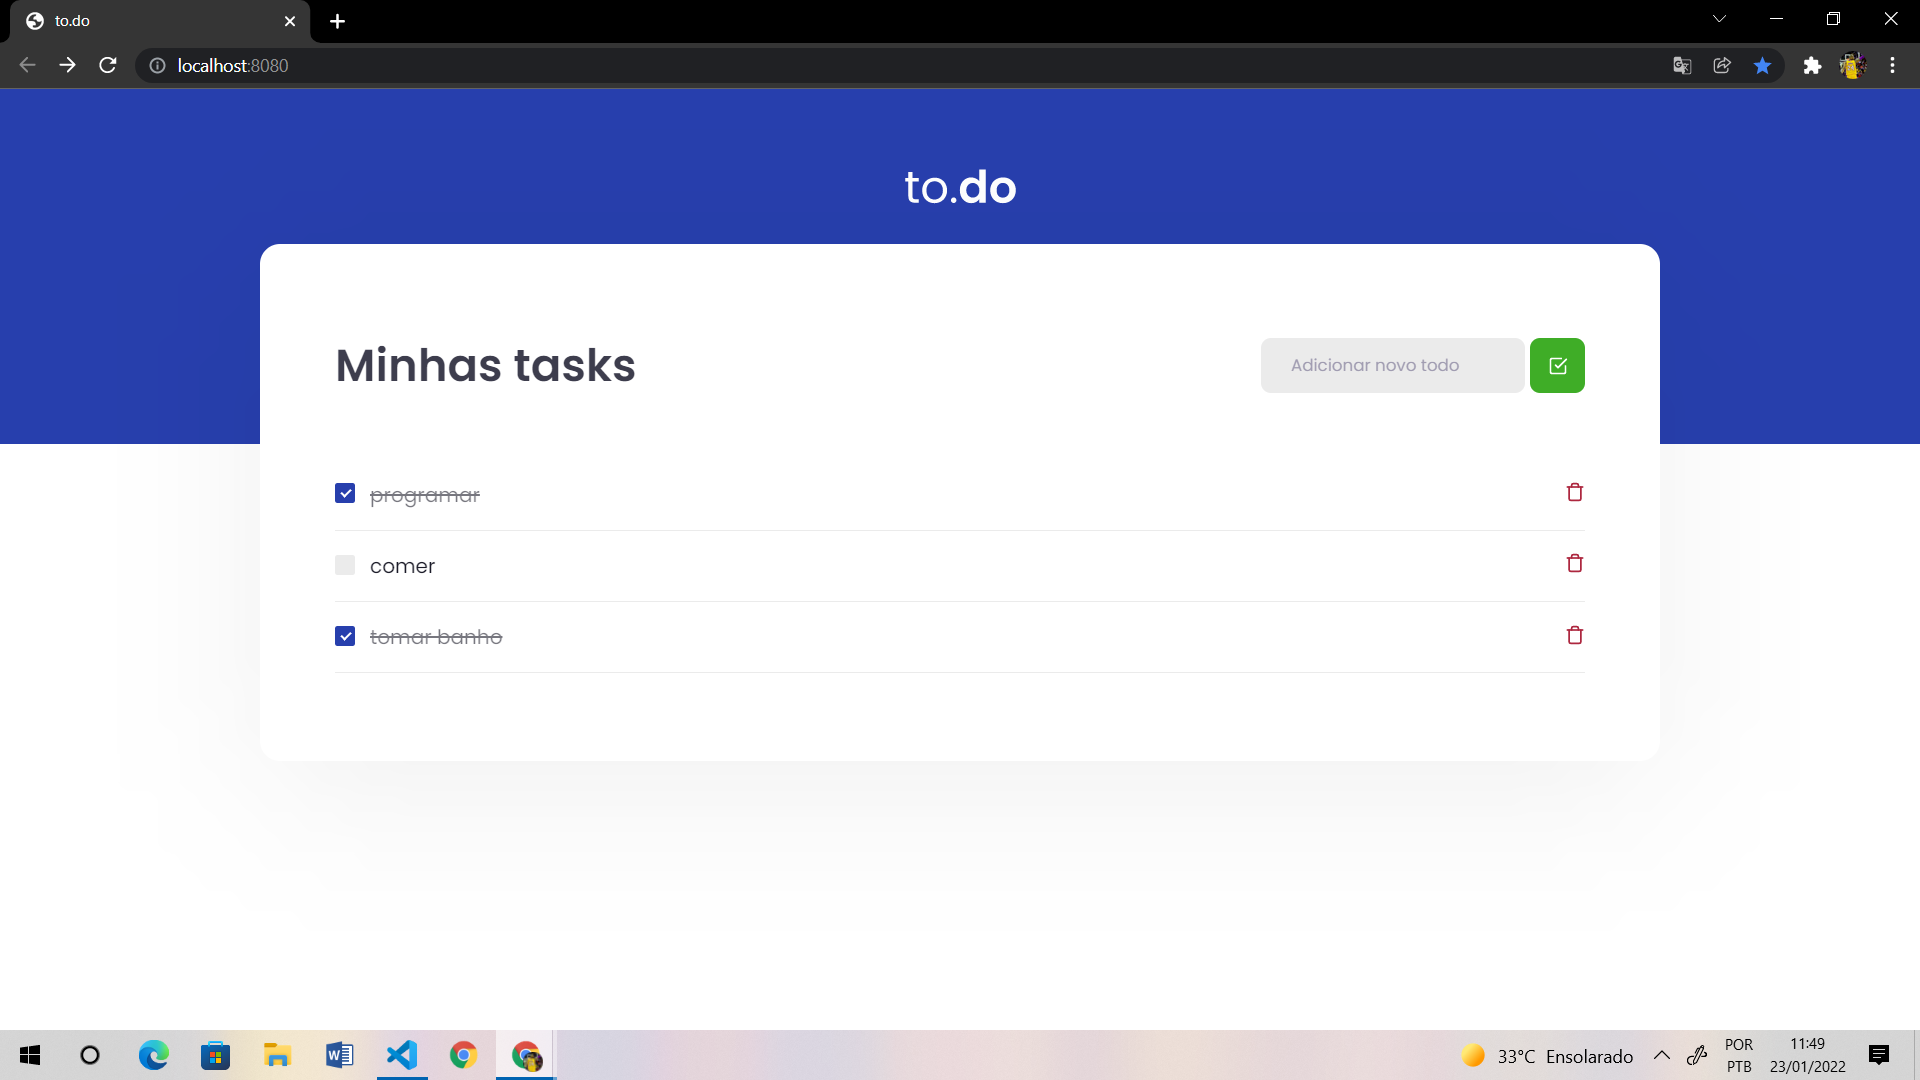 to.do
localhost:8080
to.do
Minhas tasks
Adicionar novo todo
programar
comer
tomar banho
33°C Ensolarado
POR
PTB
11:49
23/01/2022